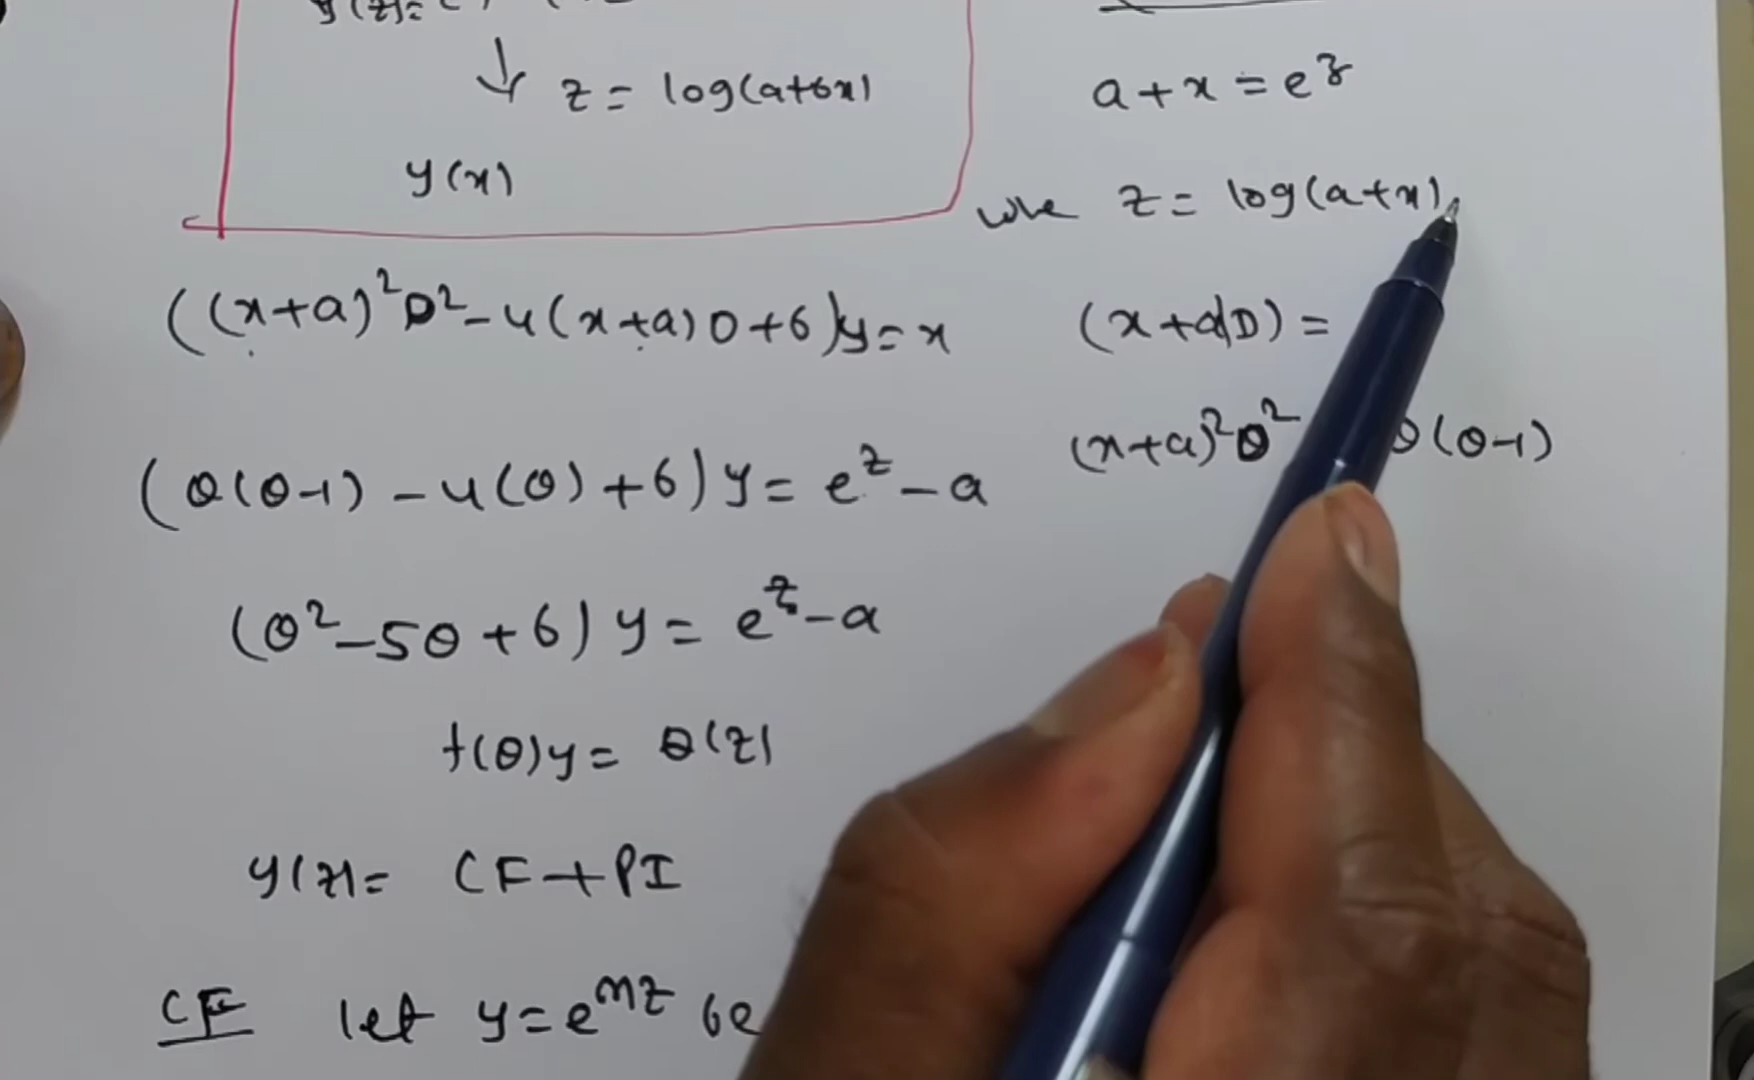 z = log(a+bx)
y(x)
a+x = e^z
where z = log(a+x)
((x+a)²D² - 4(x+a)D + 6)y = x
(x+a)D) =
(θ(θ-1) - 4(θ) + 6)y = e^z - a
(x+a)²D² θ(θ-1)
(θ² - 5θ + 6)y = e^z - a
f(θ)y = Q(z)
y(z) = CF + PI
CF let y = e^mz be